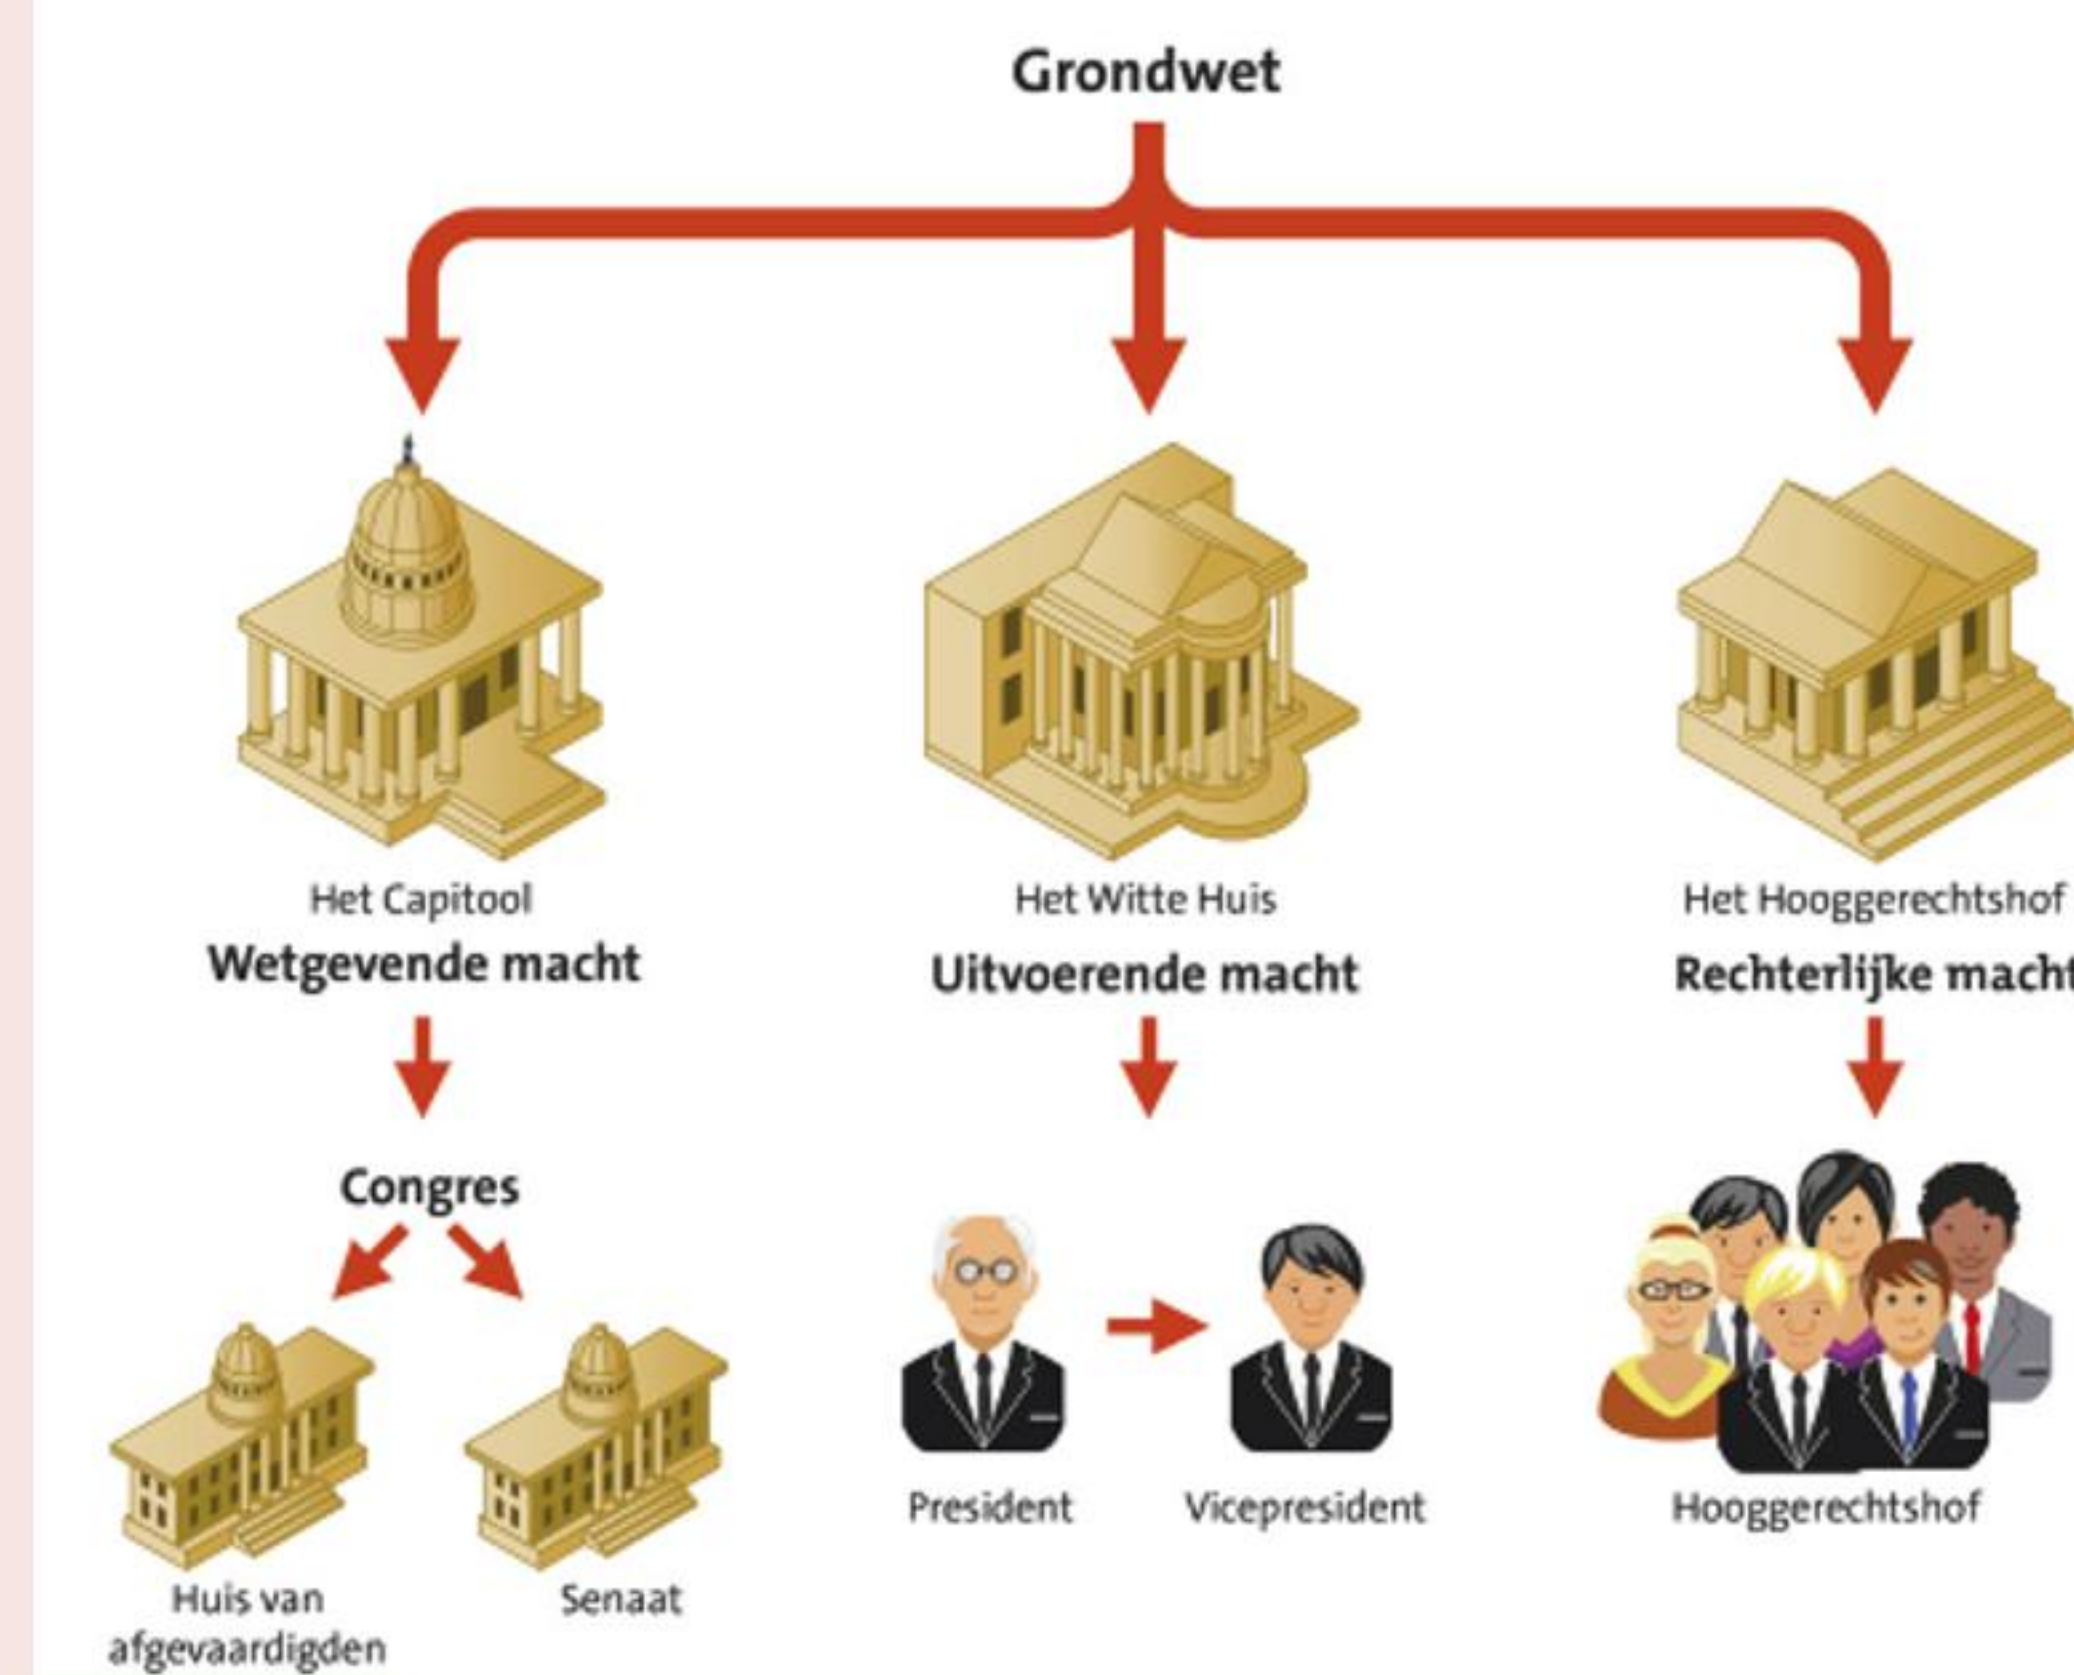 Grondwet
Het Capitool
Wetgevende macht
Het Witte Huis
Uitvoerende macht
Het Hooggerechtshof
Rechterlijke macht
Congres
Huis van
afgevaardigden
Senaat
President
Vicepresident
Hooggerechtshof